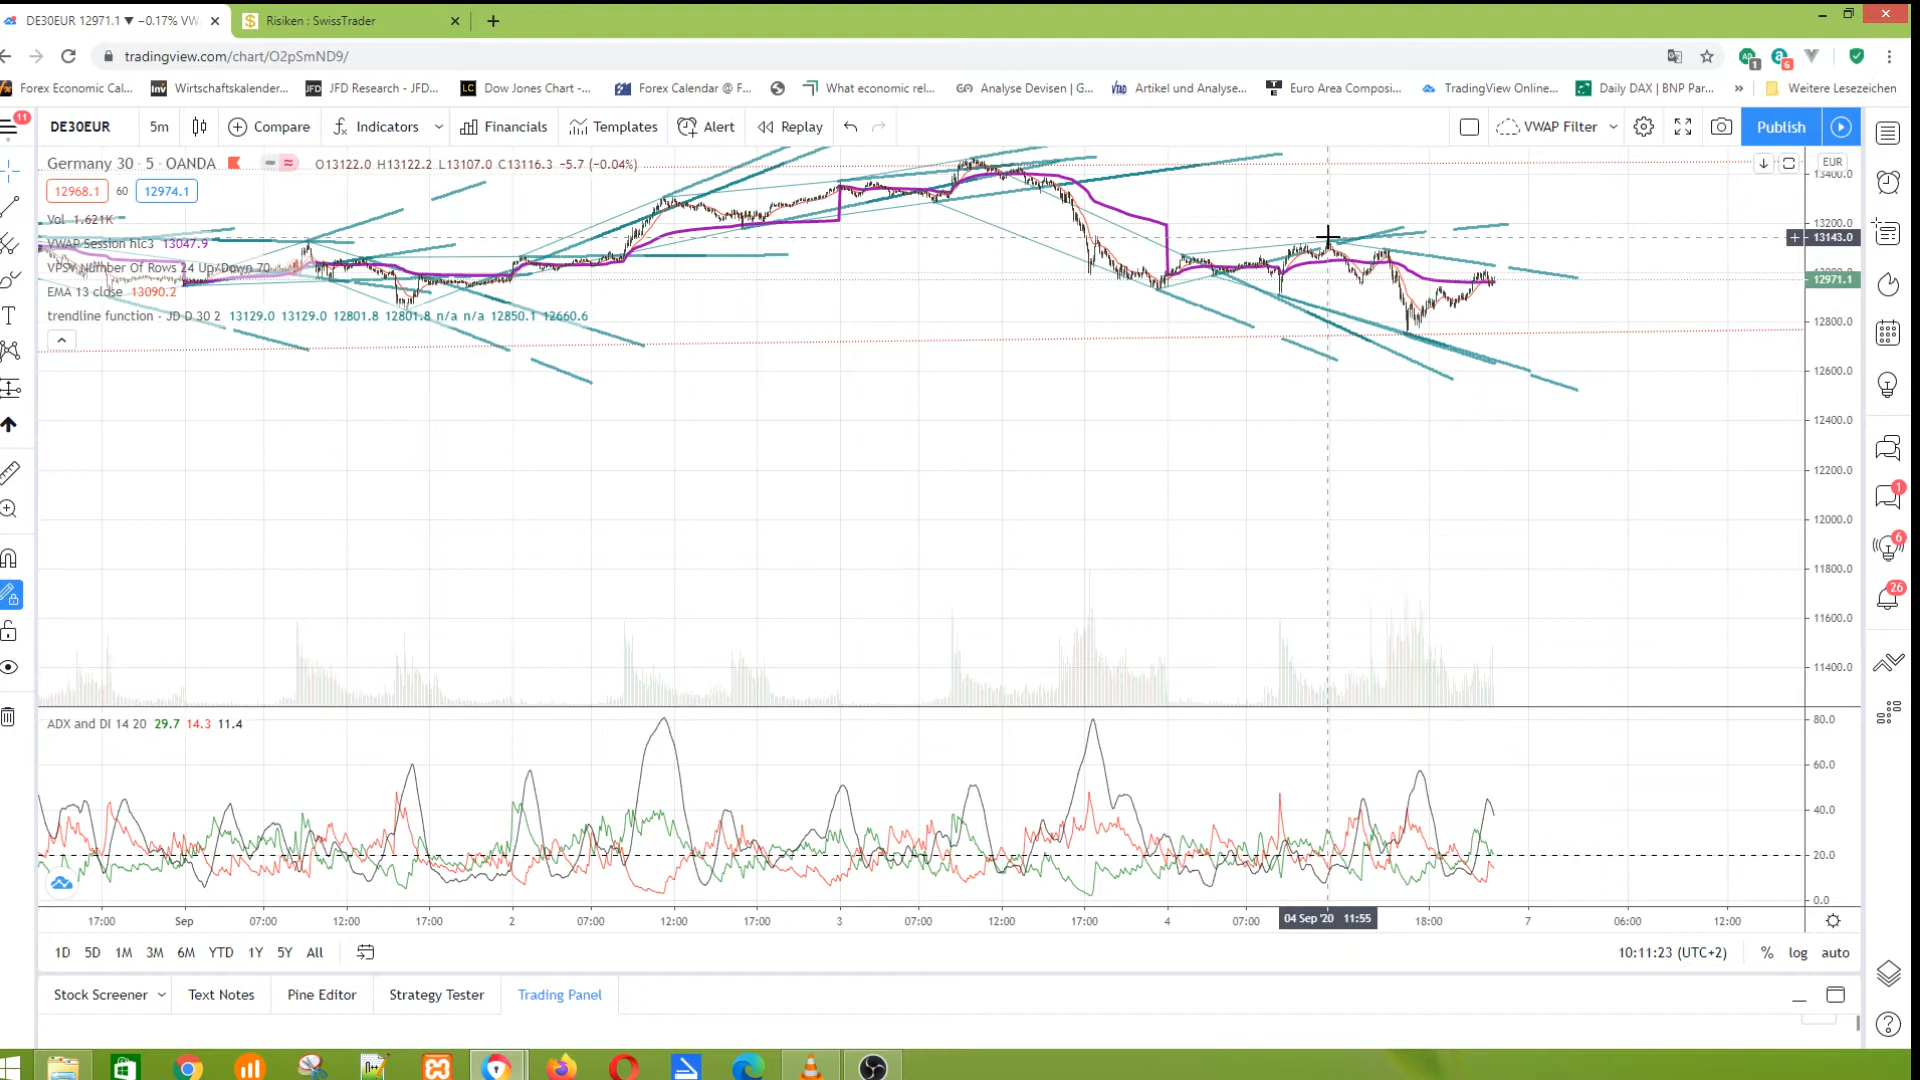 DE30EUR 12971.1 ▼ −0.17% VW
Risiken : SwissTrader
tradingview.com/chart/O2pSmND9/
Forex Economic Cal...
Wirtschaftskalender...
JFD Research - JFD...
Dow Jones Chart -...
Forex Calendar @ F...
What economic rel...
Analyse Devisen | G...
Artikel und Analyse...
Euro Area Composi...
TradingView Online...
Daily DAX | BNP Par...
»
Weitere Lesezeichen
11
DE30EUR
5m
Compare
Indicators
Financials
Templates
Alert
Replay
VWAP Filter
Publish
Germany 30 · 5 · OANDA
O13122.0 H13122.2 L13107.0 C13116.3 −5.7 (−0.04%)
EUR
12968.1
60
12974.1
Vol 1.621K
VWAP Session hlc3 13047.9
VPSV Number Of Rows 24 Up/Down 70
EMA 13 close 13090.2
trendline function - JD D 30 2 13129.0 13129.0 12801.8 12801.8 n/a n/a 12850.1 12660.6
13400.0
13200.0
13143.0
12971.1
12800.0
12600.0
12400.0
12200.0
12000.0
11800.0
11600.0
11400.0
ADX and DI 14 20 29.7 14.3 11.4
80.0
60.0
40.0
20.0
0.0
17:00 Sep 07:00 12:00 17:00 2 07:00 12:00 17:00 3 07:00 12:00 17:00 4 07:00 04 Sep '20 11:55 18:00 7 06:00 12:00
1D 5D 1M 3M 6M YTD 1Y 5Y All
10:11:23 (UTC+2)
% log auto
Stock Screener
Text Notes
Pine Editor
Strategy Tester
Trading Panel
1
6
26